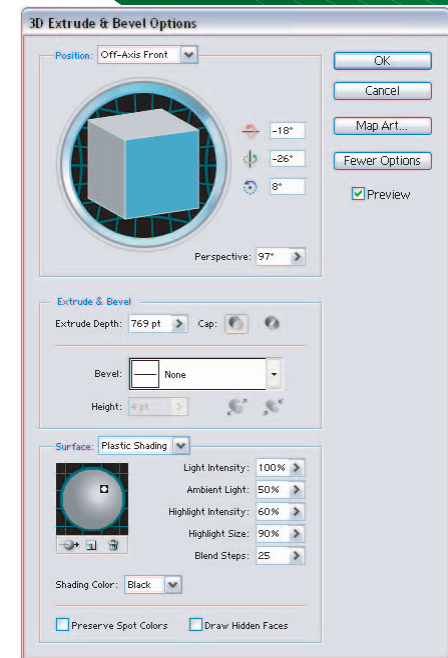 3D Extrude & Bevel Options
Position: Off-Axis Front
OK
Cancel
Map Art...
Fewer Options
Preview
-18°
-26°
8°
Perspective: 97°
Extrude & Bevel
Extrude Depth: 769 pt Cap:
Bevel: None
Height: 4 pt
Surface: Plastic Shading
Light Intensity: 100%
Ambient Light: 50%
Highlight Intensity: 60%
Highlight Size: 90%
Blend Steps: 25
Shading Color: Black
Preserve Spot Colors Draw Hidden Faces